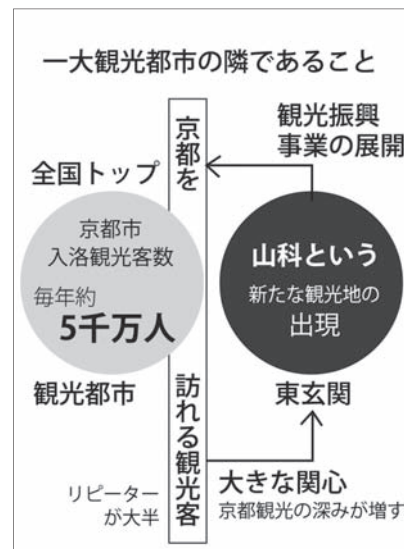 一大観光都市の隣であること
全国トップ
京都市
入洛観光客数
毎年約
5千万人
観光都市
リピーター
が大半
京都を
訪れる観光客
観光振興
事業の展開
山科という
新たな観光地の
出現
東玄関
大きな関心
京都観光の深みが増す